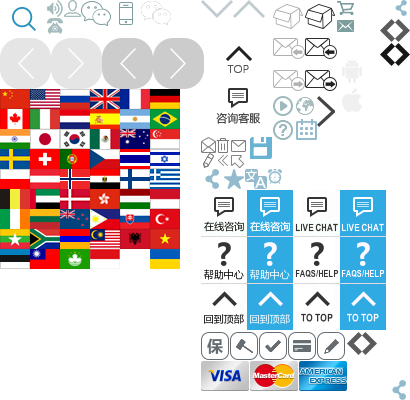 TOP
咨询客服
在线咨询
在线咨询
LIVE CHAT
LIVE CHAT
帮助中心
帮助中心
FAQS/HELP
FAQS/HELP
回到顶部
回到顶部
TO TOP
TO TOP
保
VISA
MasterCard
AMERICAN
EXPRESS